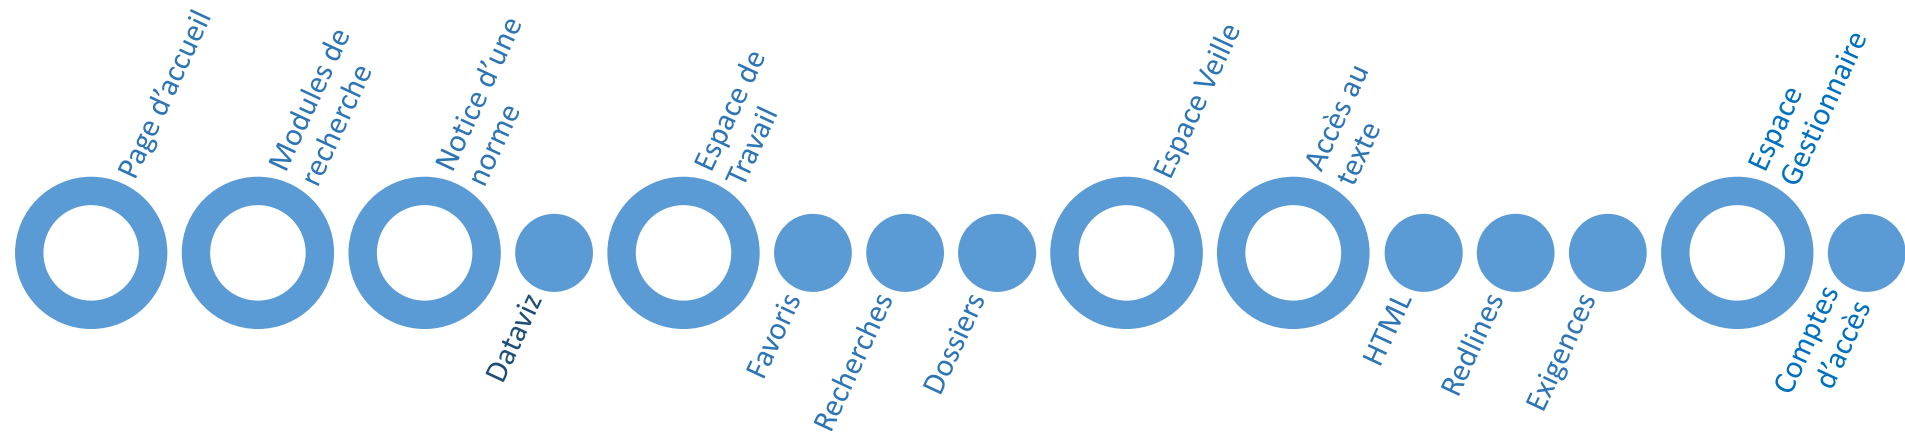 Page d’accueil
Modules de
recherche
Notice d’une
norme
Dataviz
Espace de
Travail
Favoris
Recherches
Dossiers
Espace Veille
Accès au
texte
HTML
Redlines
Exigences
Espace
Gestionnaire
Comptes
d’accès